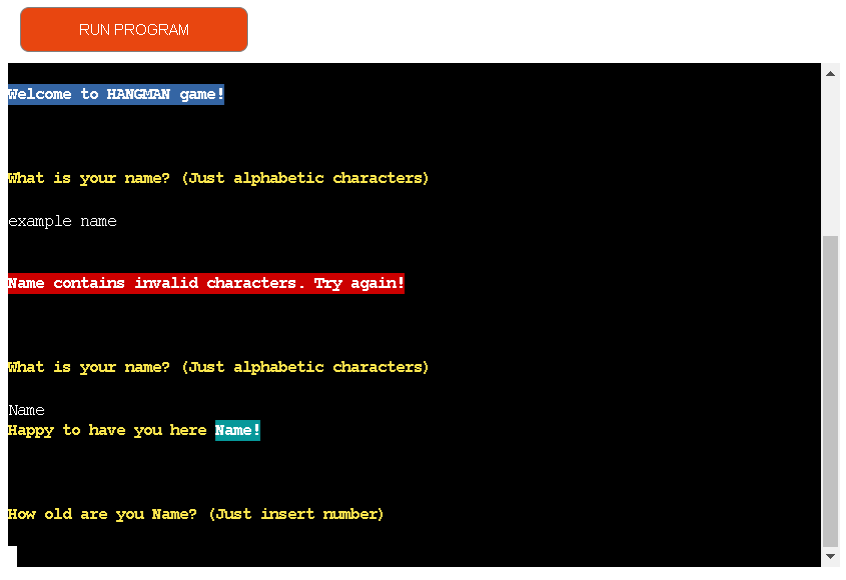 RUN PROGRAM
Welcome to HANGMAN game!
What is your name? (Just alphabetic characters)
example name
Name contains invalid characters. Try again!
What is your name? (Just alphabetic characters)
Name
Happy to have you here Name!
How old are you Name? (Just insert number)